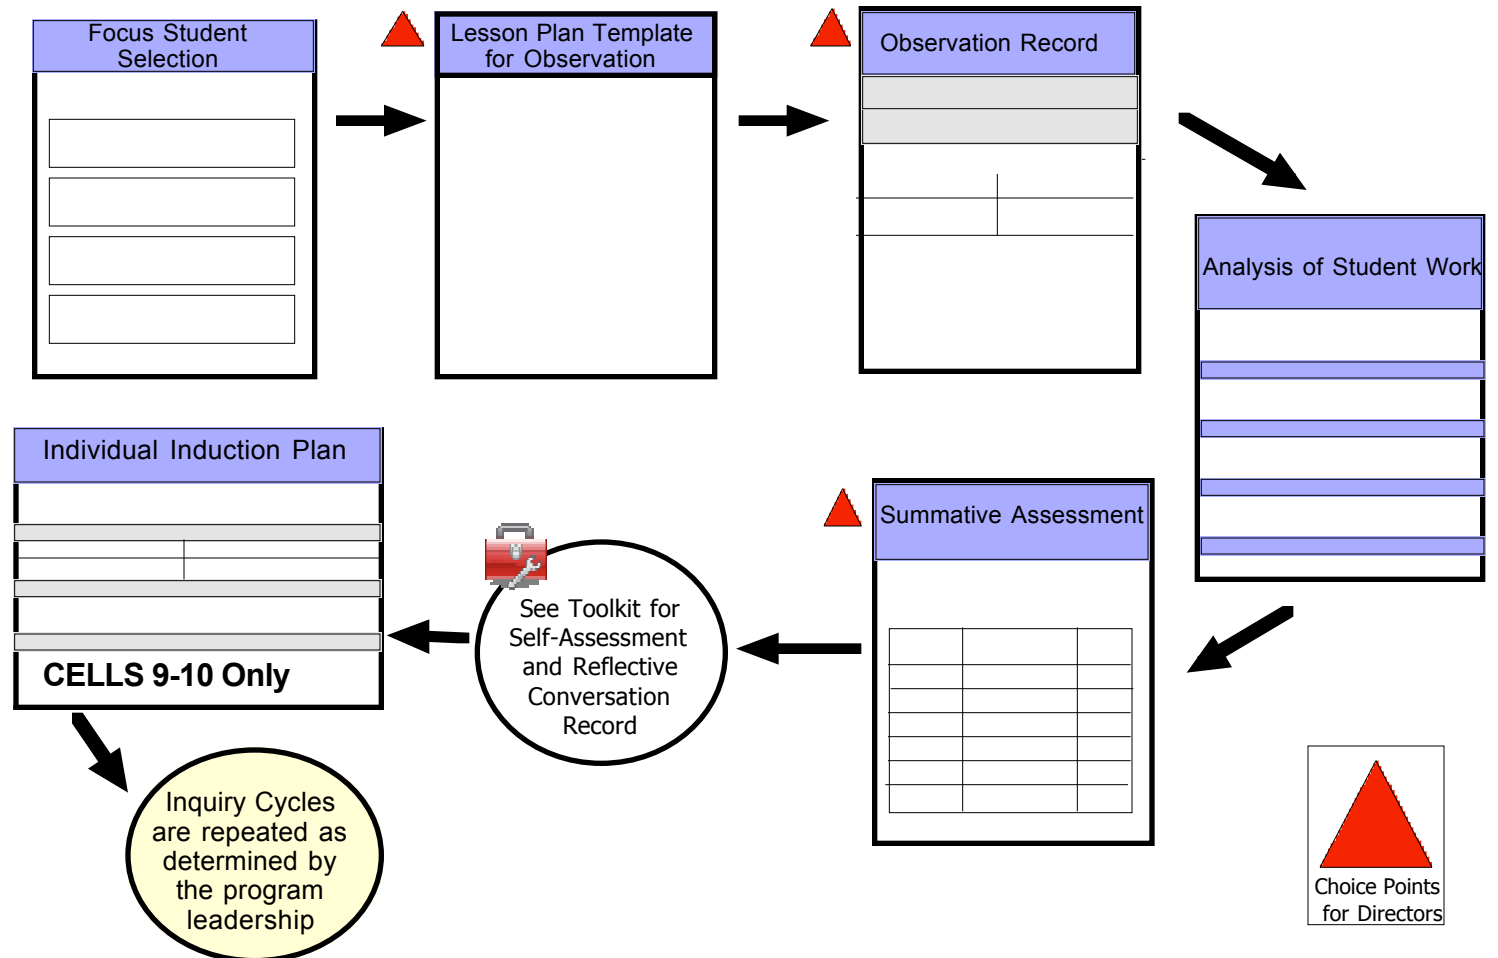 Focus Student
Selection
Lesson Plan Template
for Observation
Observation Record
Analysis of Student Work
Summative Assessment
See Toolkit for
Self-Assessment
and Reflective
Conversation
Record
Individual Induction Plan
CELLS 9-10 Only
Inquiry Cycles
are repeated as
determined by
the program
leadership
Choice Points
for Directors